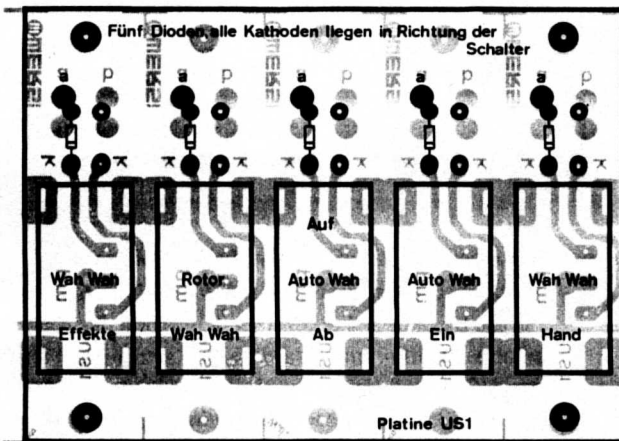 Fünf Dioden, alle Kathoden liegen in Richtung der
Schalter
a a a a a
Auf
Wah Wah Rotor Auto Wah Auto Wah Wah Wah
Effekte Wah Wah Ab Ein Hand
Platine US1